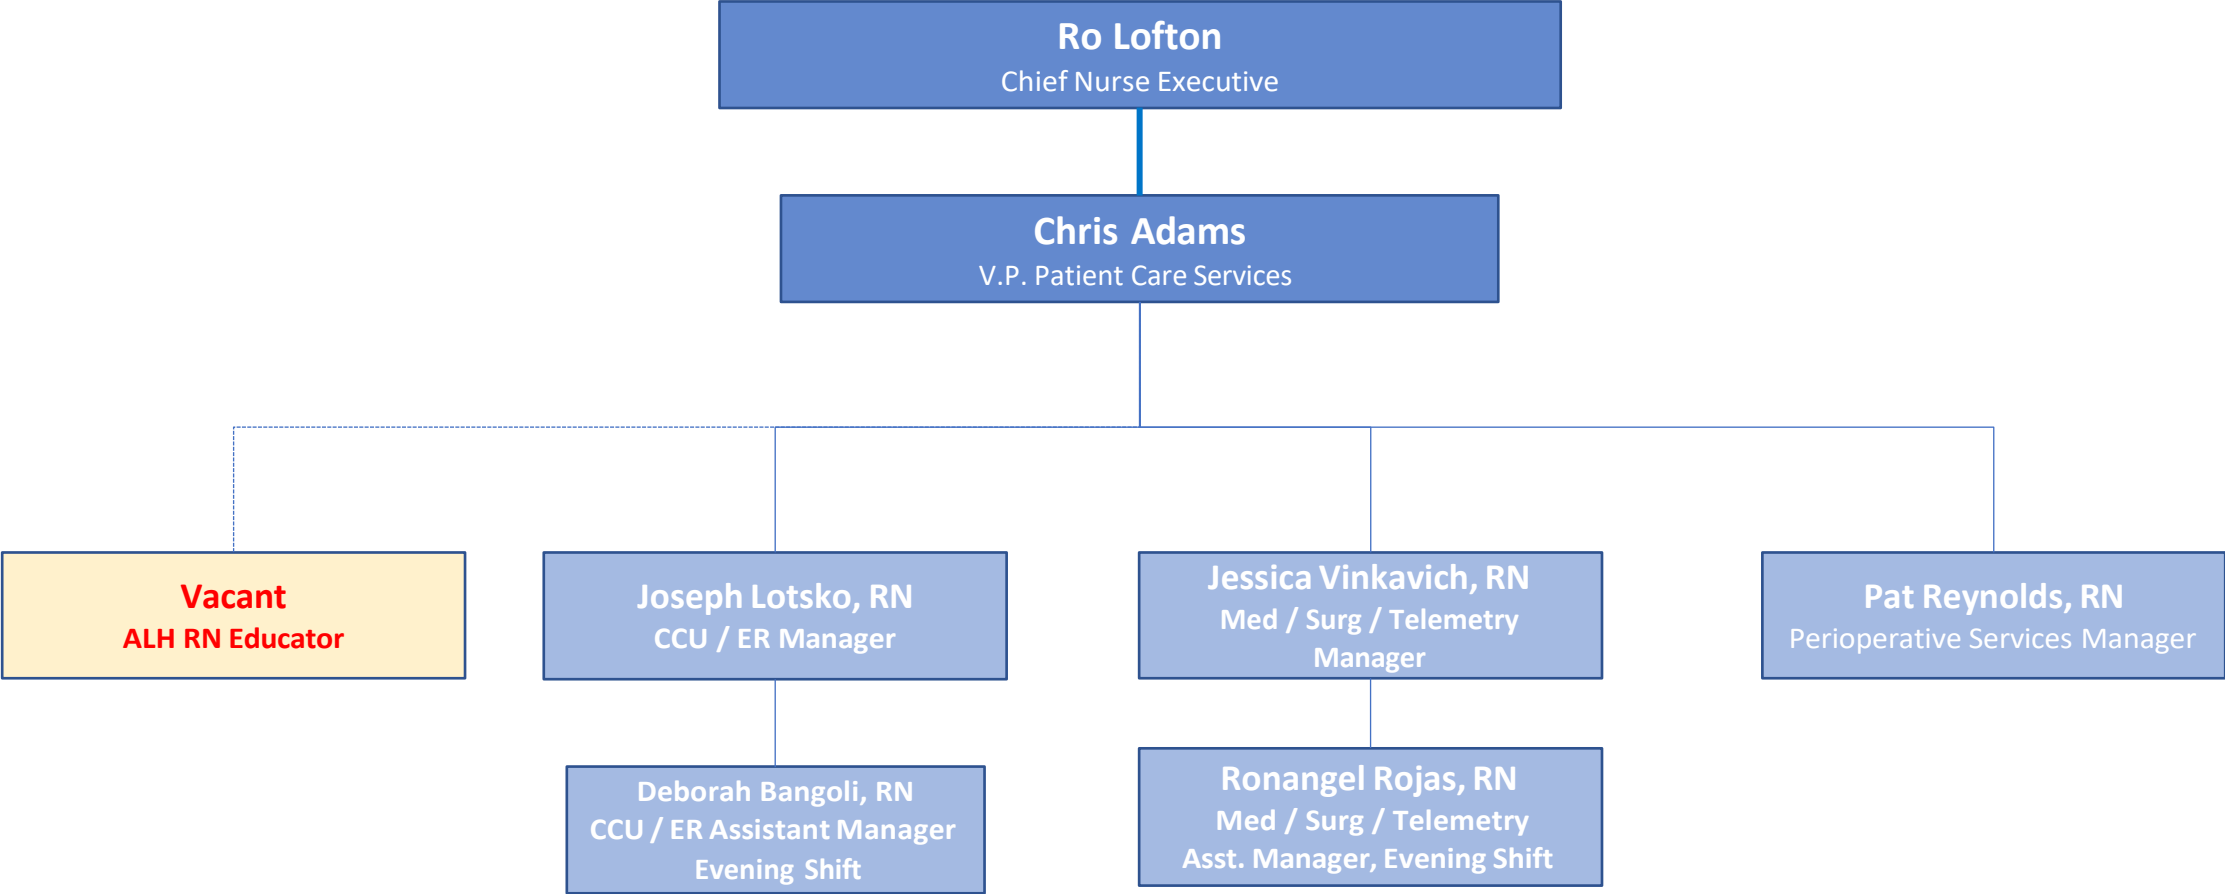 Ro Lofton
Chief Nurse Executive
Chris Adams
V.P. Patient Care Services
Vacant
ALH RN Educator
Joseph Lotsko, RN
CCU / ER Manager
Jessica Vinkavich, RN
Med / Surg / Telemetry
Manager
Pat Reynolds, RN
Perioperative Services Manager
Deborah Bangoli, RN
CCU / ER Assistant Manager
Evening Shift
Ronangel Rojas, RN
Med / Surg / Telemetry
Asst. Manager, Evening Shift